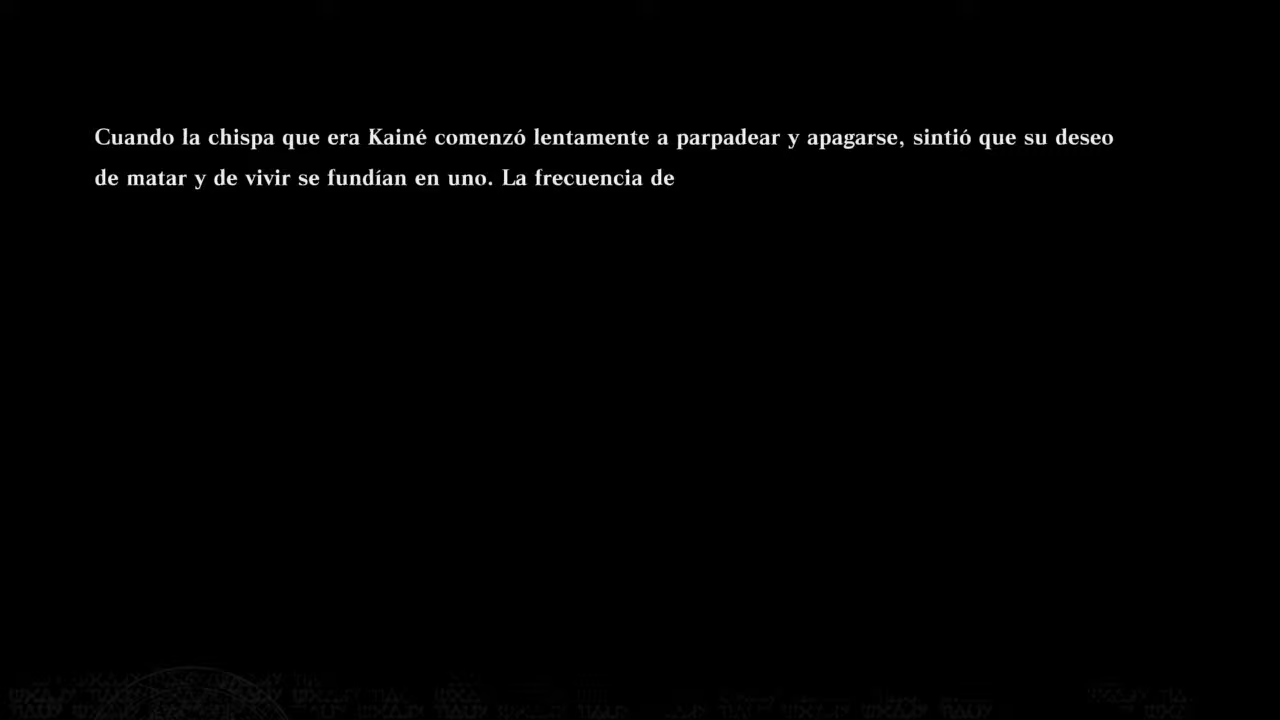 Cuando la chispa que era Kainé comenzó lentamente a parpadear y apagarse, sintió que su deseo
de matar y de vivir se fundían en uno. La frecuencia de